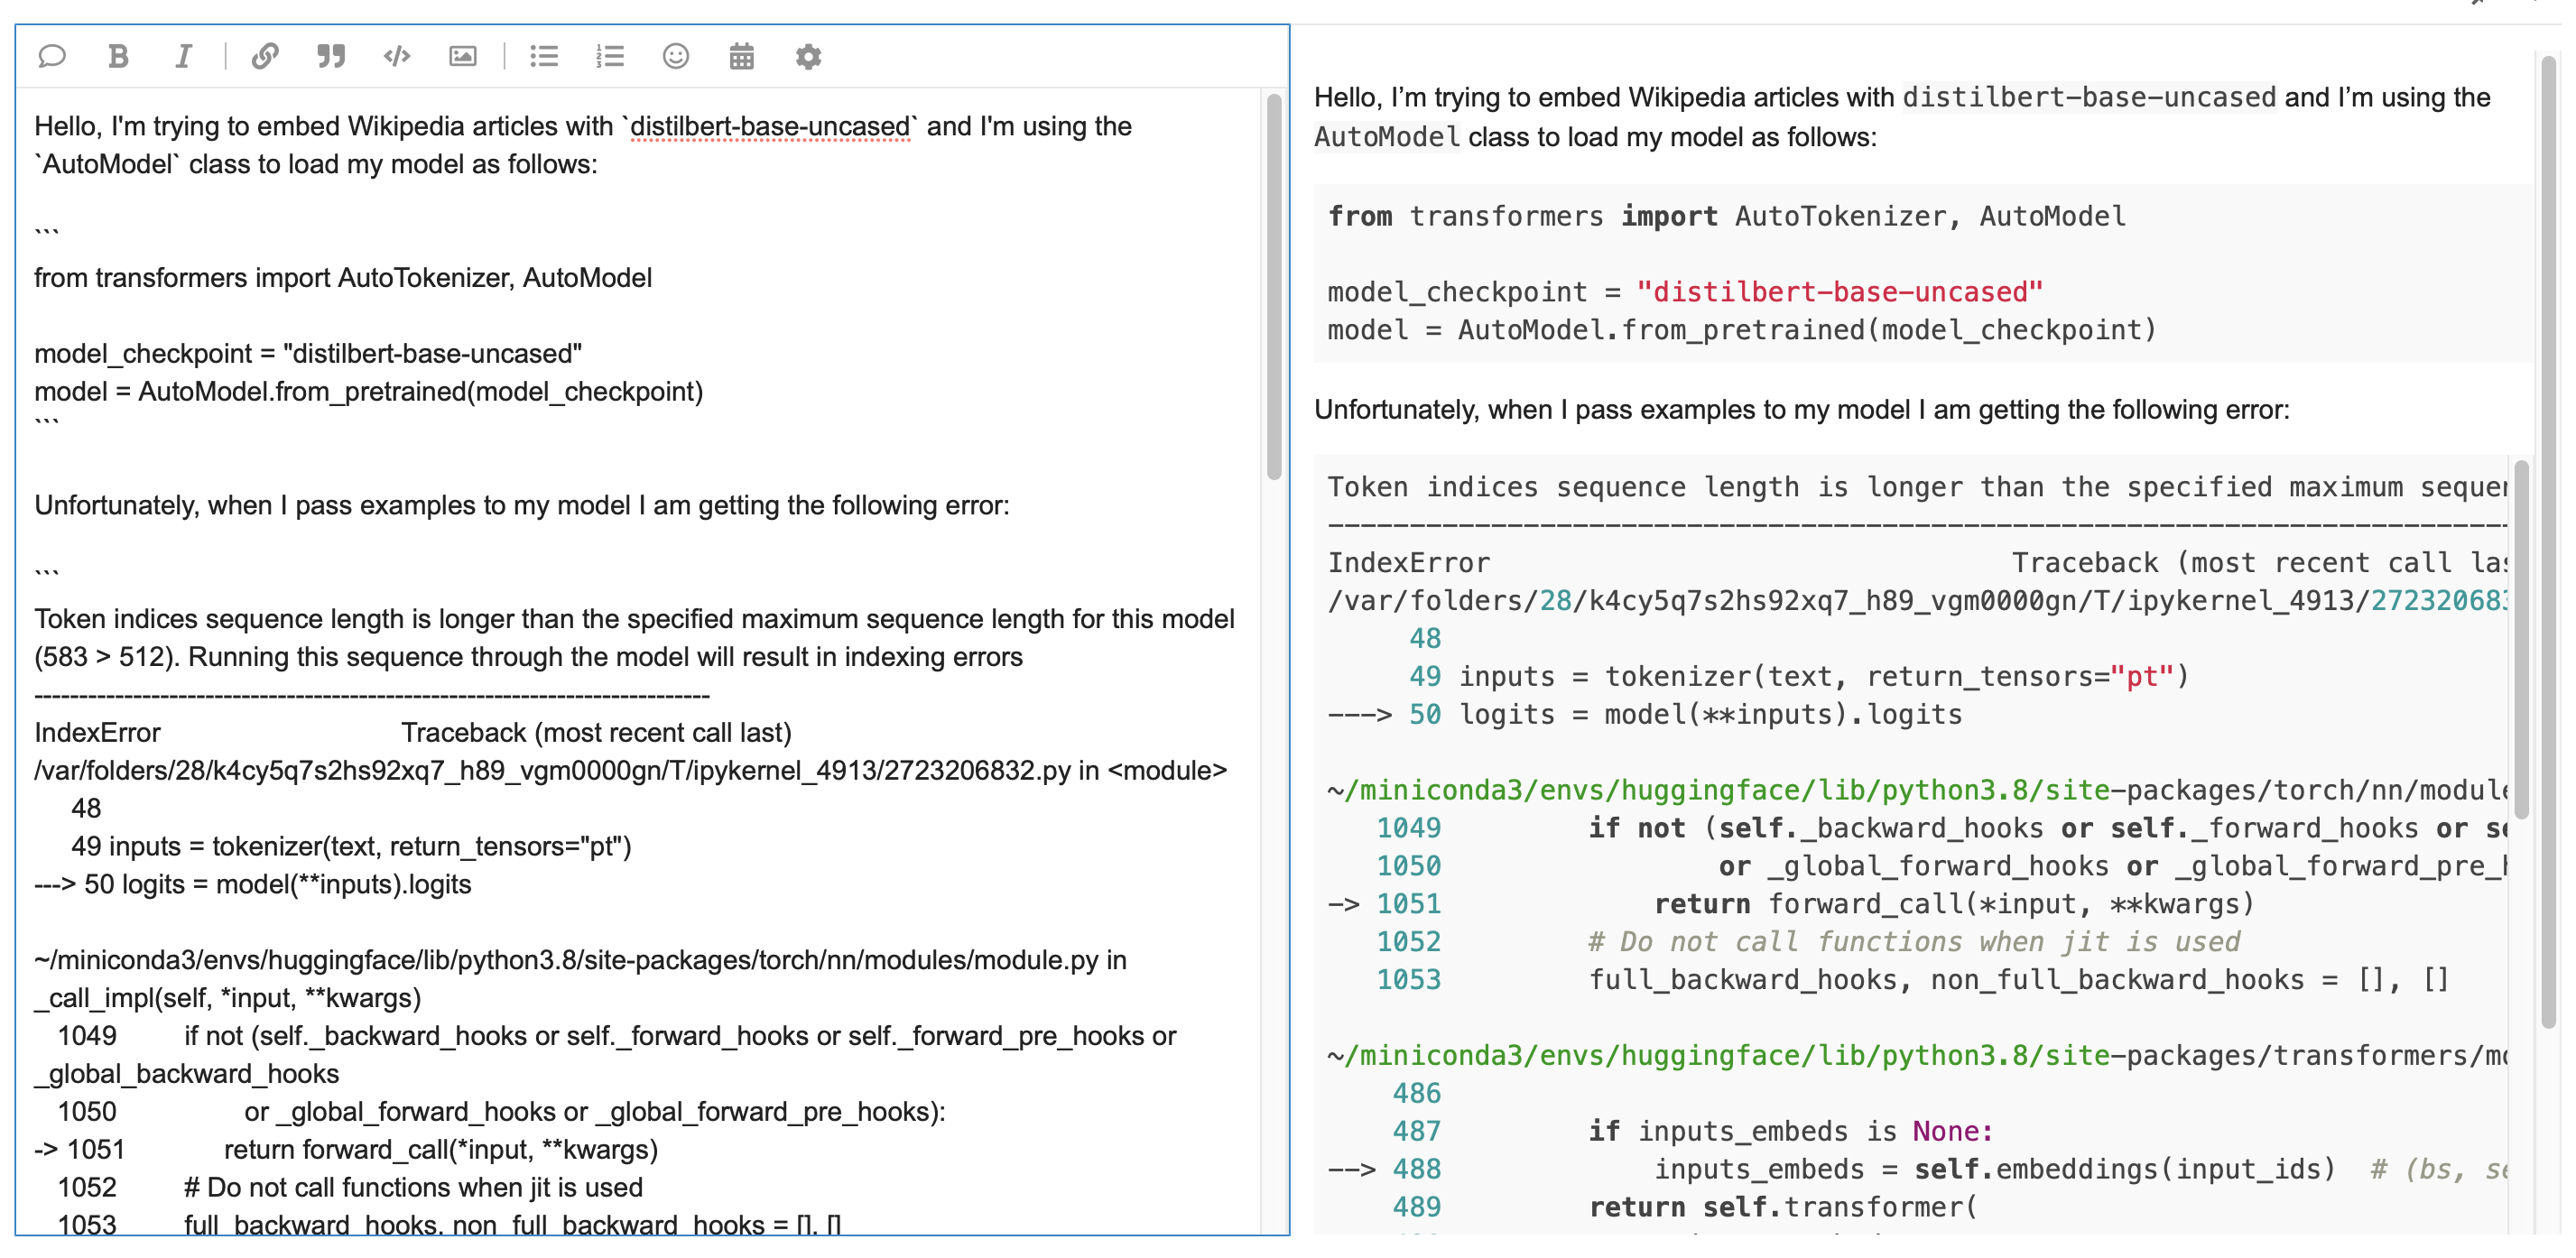 Hello, I'm trying to embed Wikipedia articles with `distilbert-base-uncased` and I'm using the
`AutoModel` class to load my model as follows:
```
from transformers import AutoTokenizer, AutoModel
model_checkpoint = "distilbert-base-uncased"
model = AutoModel.from_pretrained(model_checkpoint)
```
Unfortunately, when I pass examples to my model I am getting the following error:
```
Token indices sequence length is longer than the specified maximum sequence length for this model
(583 > 512). Running this sequence through the model will result in indexing errors
---------------------------------------------------------------------------
IndexError                                Traceback (most recent call last)
/var/folders/28/k4cy5q7s2hs92xq7_h89_vgm0000gn/T/ipykernel_4913/2723206832.py in <module>
     48
     49 inputs = tokenizer(text, return_tensors="pt")
---> 50 logits = model(**inputs).logits
~/miniconda3/envs/huggingface/lib/python3.8/site-packages/torch/nn/modules/module.py in
_call_impl(self, *input, **kwargs)
   1049         if not (self._backward_hooks or self._forward_hooks or self._forward_pre_hooks or
_global_backward_hooks
   1050                 or _global_forward_hooks or _global_forward_pre_hooks):
-> 1051             return forward_call(*input, **kwargs)
   1052         # Do not call functions when jit is used
   1053         full_backward_hooks, non_full_backward_hooks = [], []
Hello, I’m trying to embed Wikipedia articles with distilbert-base-uncased and I’m using the
AutoModel class to load my model as follows:
from transformers import AutoTokenizer, AutoModel
model_checkpoint = "distilbert-base-uncased"
model = AutoModel.from_pretrained(model_checkpoint)
Unfortunately, when I pass examples to my model I am getting the following error:
Token indices sequence length is longer than the specified maximum
---------------------------------------------------------------------------
IndexError                                Traceback (most recent call
/var/folders/28/k4cy5q7s2hs92xq7_h89_vgm0000gn/T/ipykernel_4913/
     48
     49 inputs = tokenizer(text, return_tensors="pt")
---> 50 logits = model(**inputs).logits
~/miniconda3/envs/huggingface/lib/python3.8/site-packages/torch/nn/
   1049         if not (self._backward_hooks or self._forward_hooks or
   1050                 or _global_forward_hooks or
-> 1051             return forward_call(*input, **kwargs)
   1052         # Do not call functions when jit is used
   1053         full_backward_hooks, non_full_backward_hooks = [], []
~/miniconda3/envs/huggingface/lib/python3.8/site-packages/transformers/
    486
    487         if inputs_embeds is None:
--> 488             inputs_embeds = self.embeddings(input_ids)  # (bs,
    489         return self.transformer(